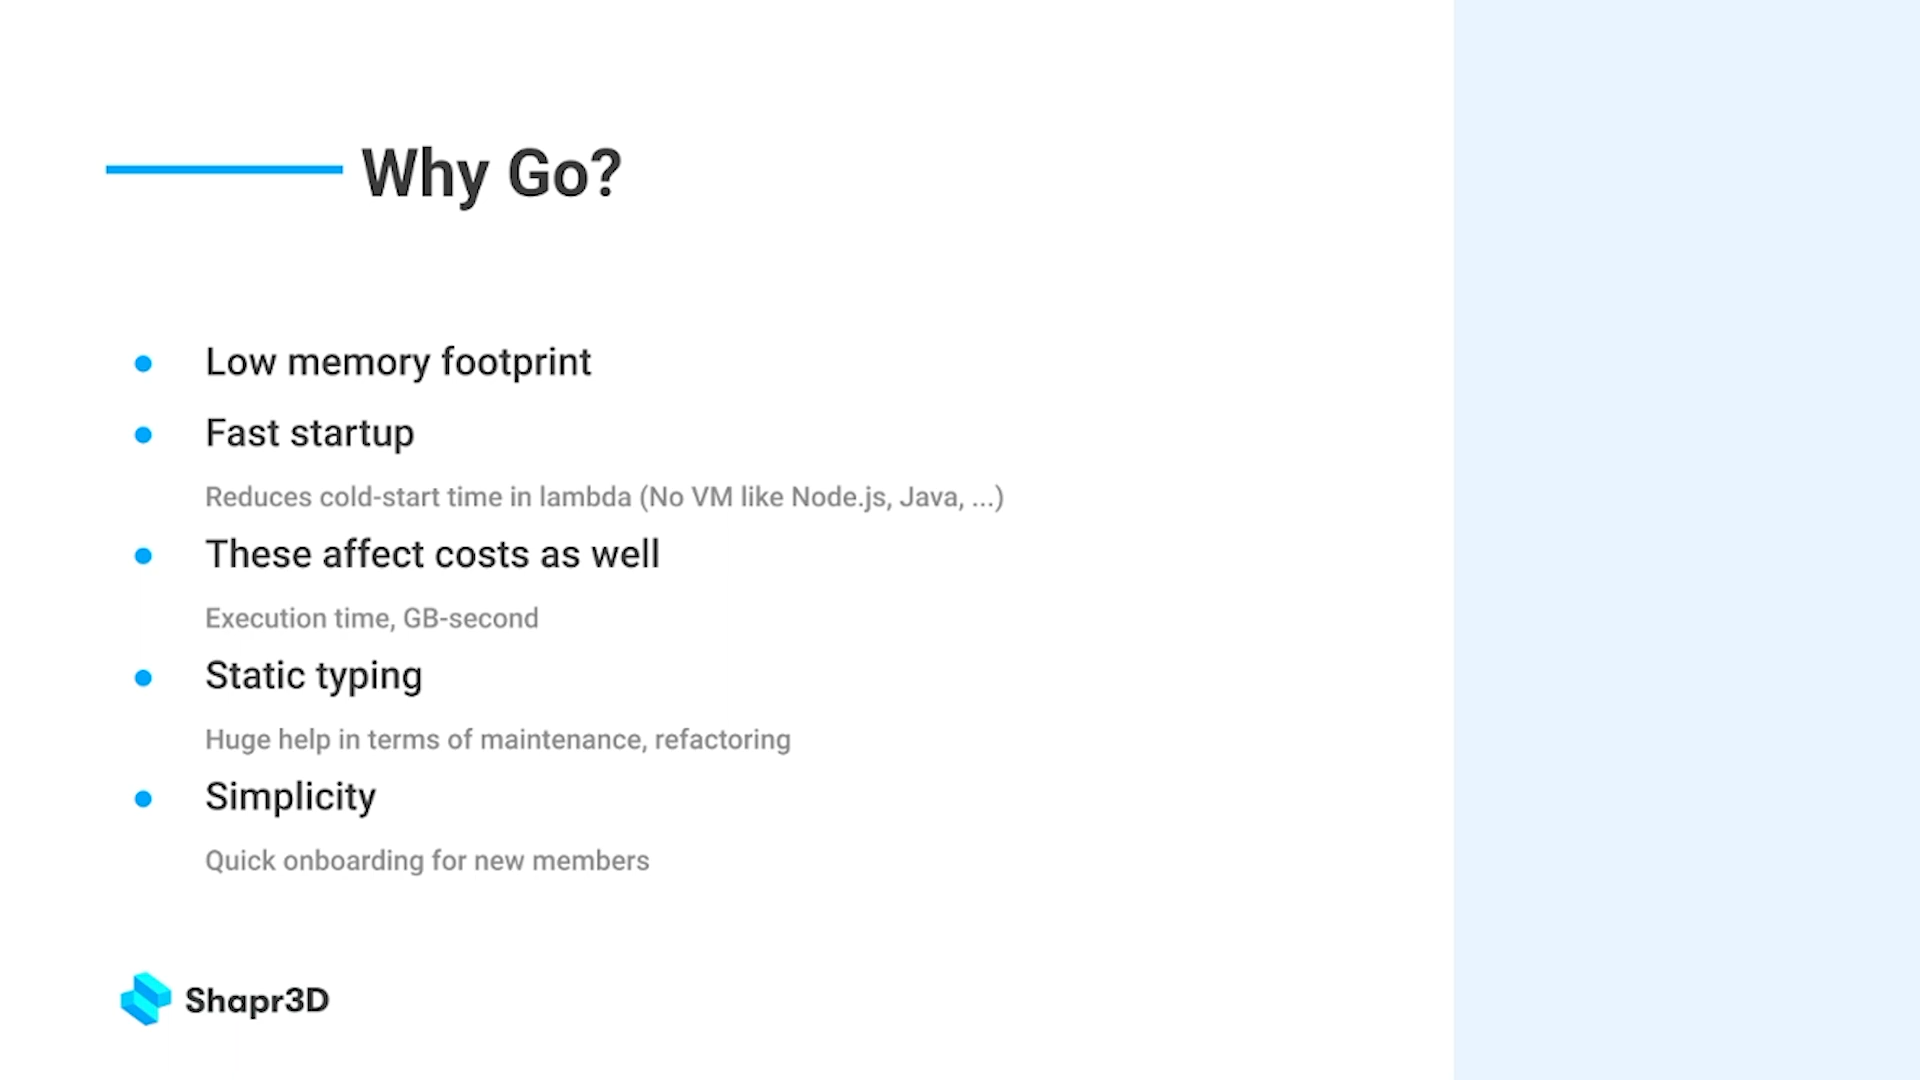 Why Go?
Low memory footprint
Fast startup
Reduces cold-start time in lambda (No VM like Node.js, Java, ...)
These affect costs as well
Execution time, GB-second
Static typing
Huge help in terms of maintenance, refactoring
Simplicity
Quick onboarding for new members
Shapr3D